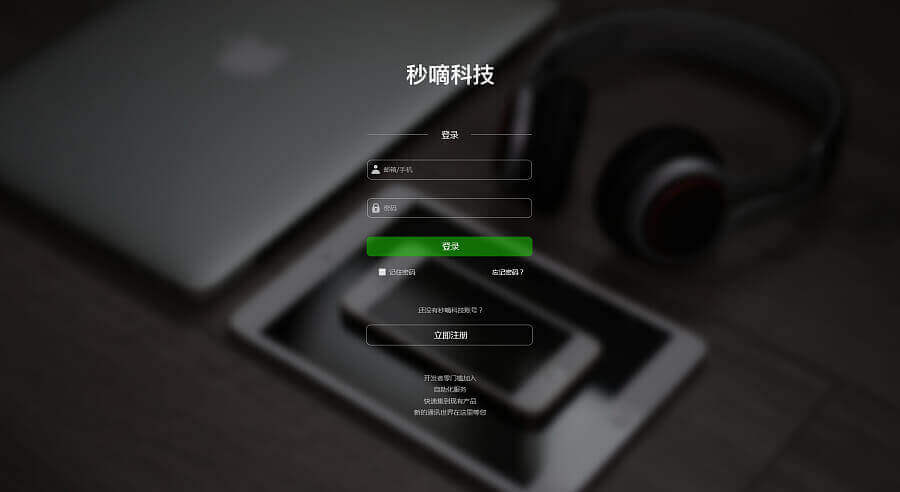 秒嘀科技
登录
邮箱/手机
密码
登录
记住密码 忘记密码？
还没有秒嘀科技账号？
立即注册
开发者零门槛加入
自助化服务
快速集到现有产品
新的通讯世界在这里等您